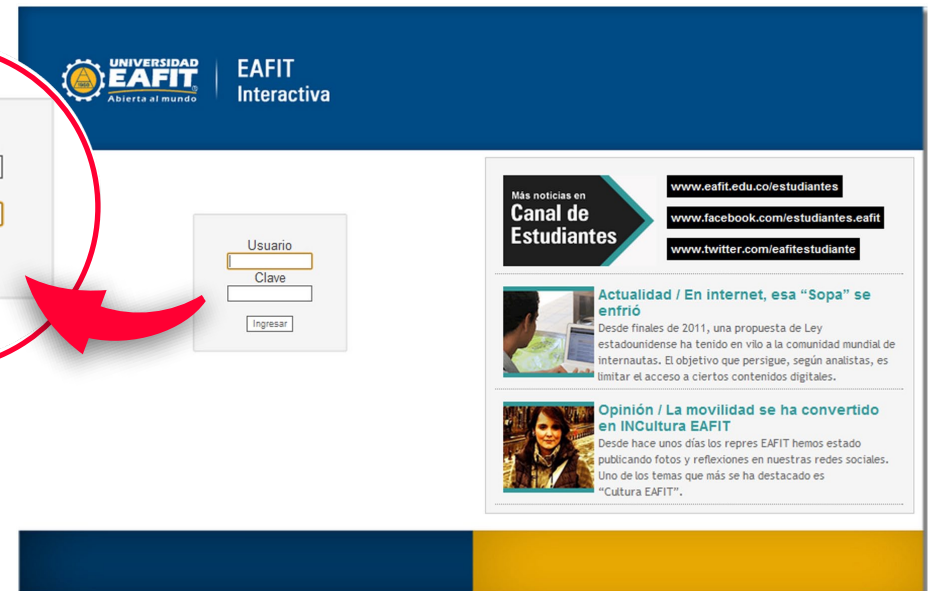 UNIVERSIDAD
EAFIT
Abierta al mundo
EAFIT
Interactiva
Usuario
Clave
Ingresar
Más noticias en
Canal de
Estudiantes
www.eafit.edu.co/estudiantes
www.facebook.com/estudiantes.eafit
www.twitter.com/eafitestudiante
Actualidad / En internet, esa “Sopa” se
enfrió
Desde finales de 2011, una propuesta de Ley
estadounidense ha tenido en vilo a la comunidad mundial de
internautas. El objetivo que persigue, según analistas, es
limitar el acceso a ciertos contenidos digitales.
Opinión / La movilidad se ha convertido
en INCultura EAFIT
Desde hace unos días los repres EAFIT hemos estado
publicando fotos y reflexiones en nuestras redes sociales.
Uno de los temas que más se ha destacado es
“Cultura EAFIT”.